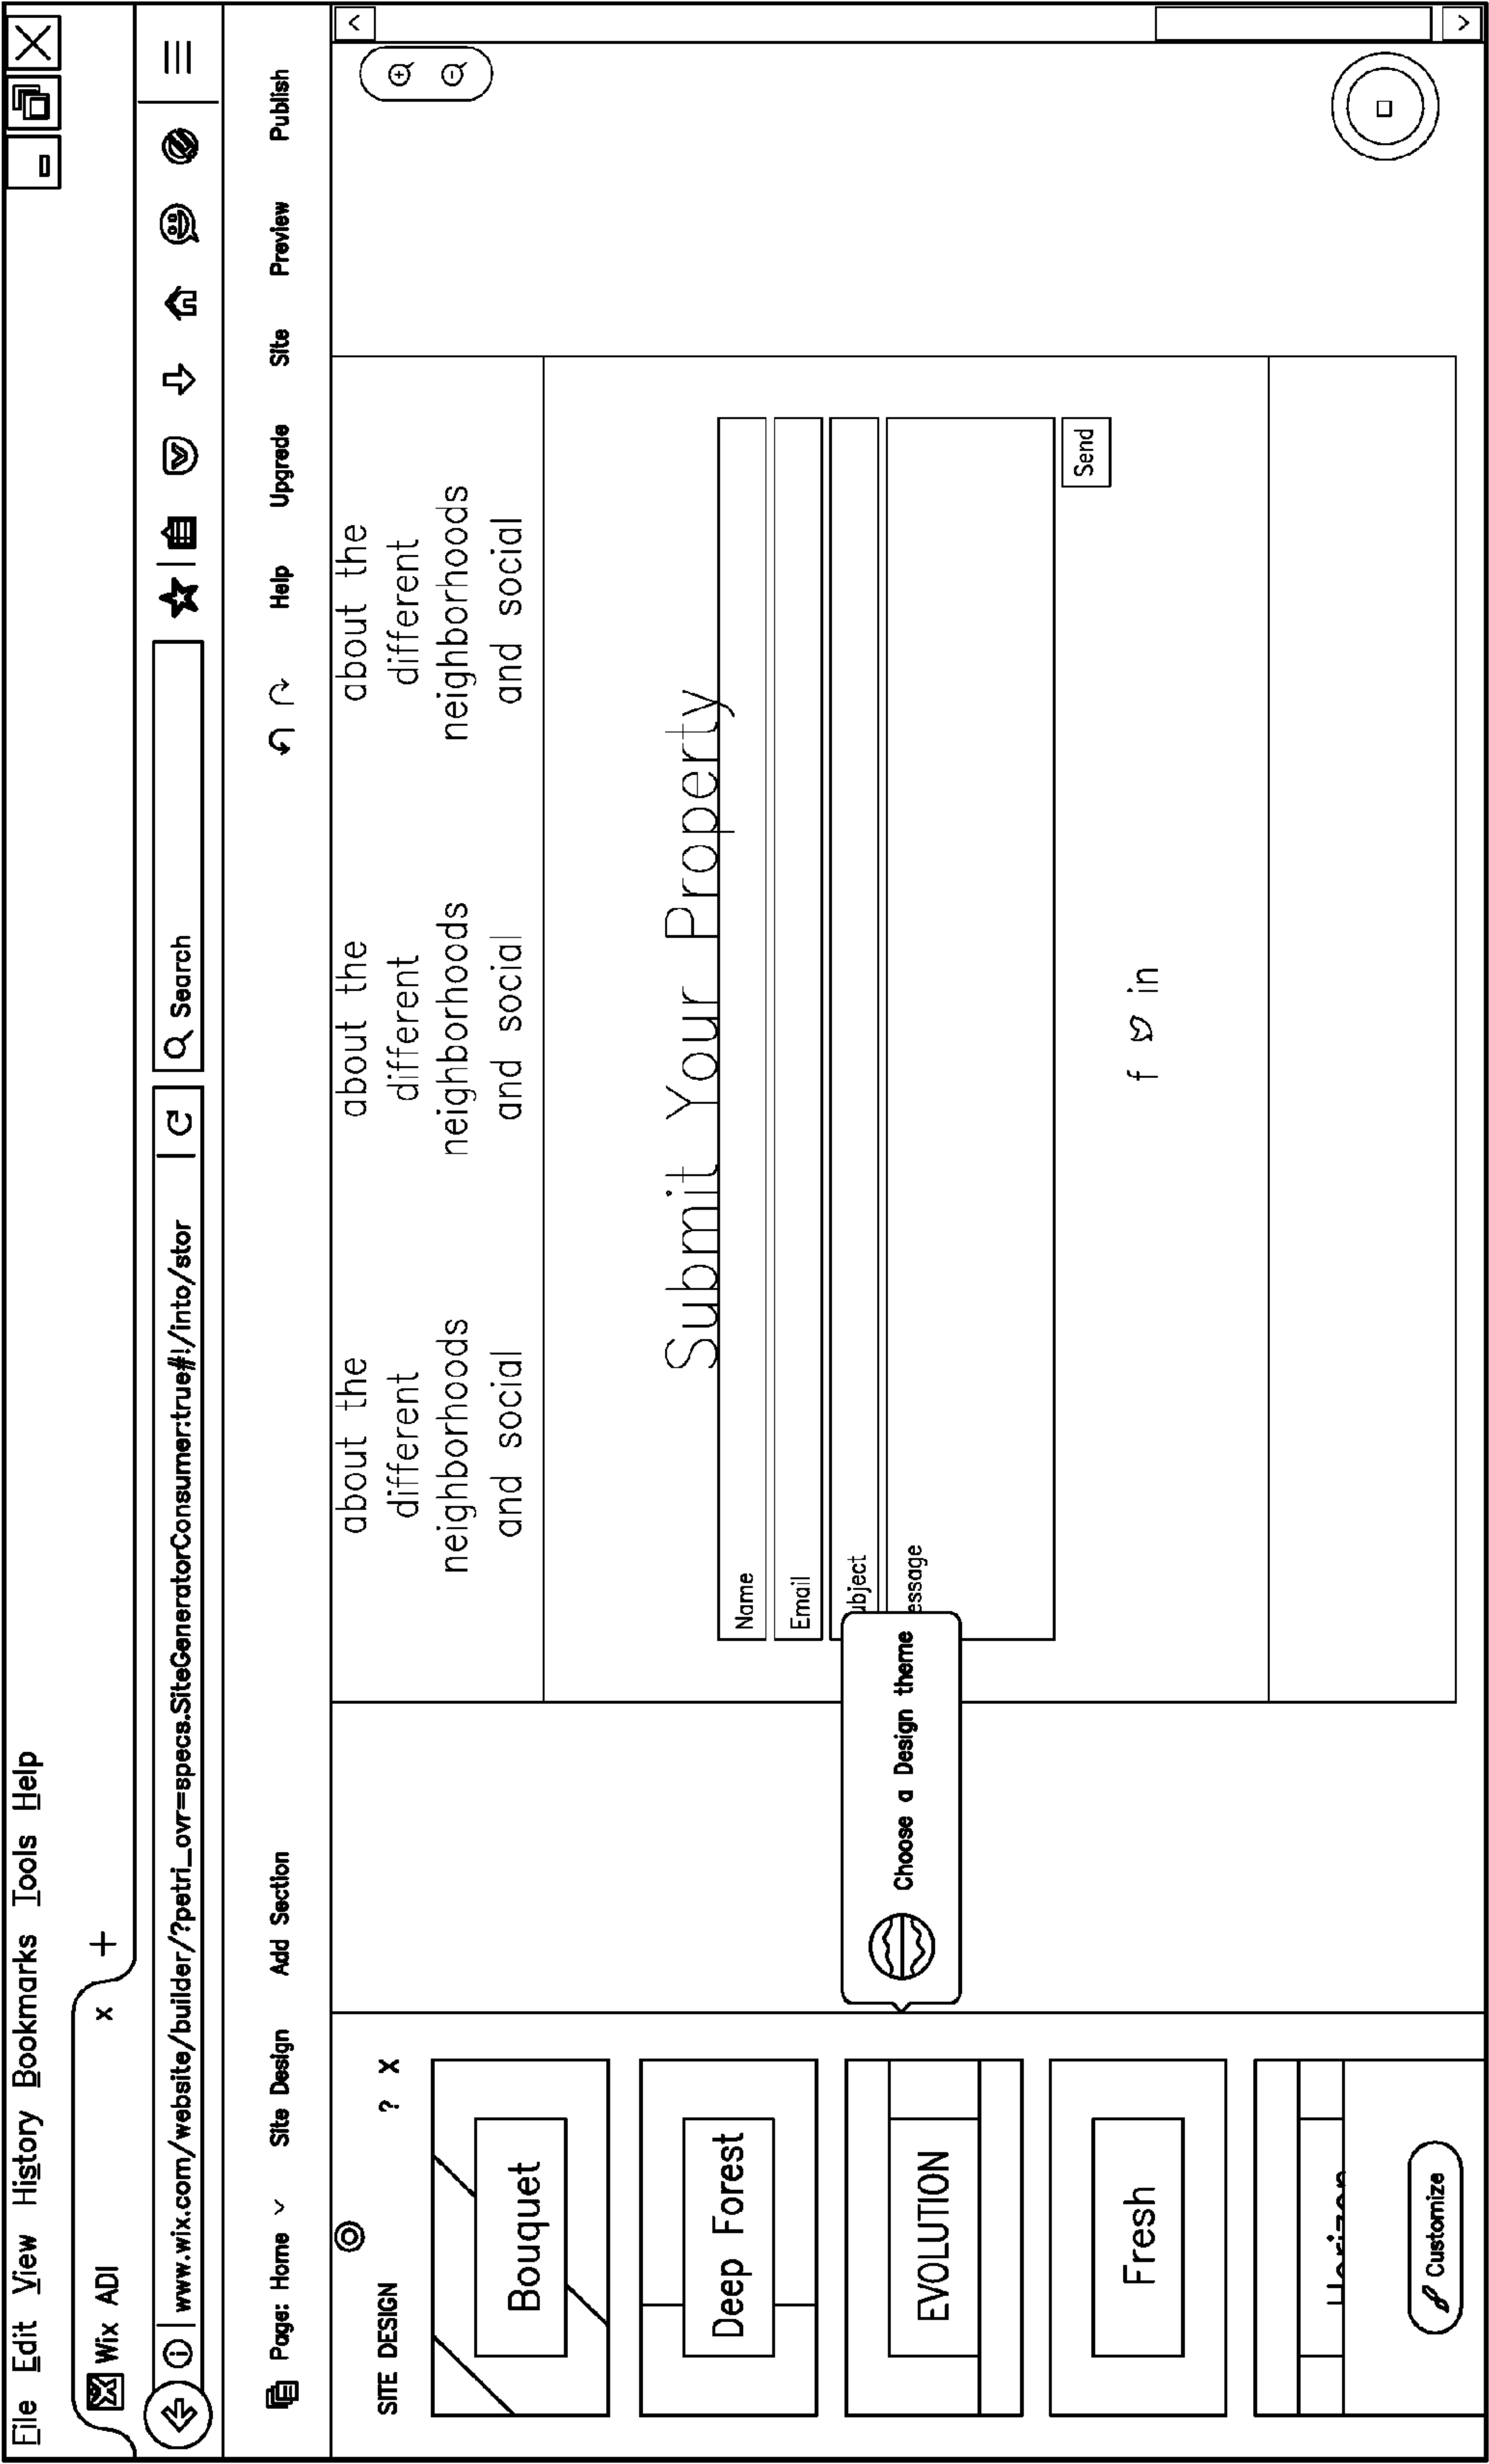 File Edit View History Bookmarks Tools Help
Wix ADI x +
www.wix.com/website/builder/?petri_ovr=specs.SiteGeneratorConsumer:true#!/into/stor
Search
Page: Home Site Design Add Section Help Upgrade Site Preview Publish
SITE DESIGN ? X
Bouquet
Deep Forest
EVOLUTION
Fresh
Horizon
Customize
Choose a Design theme
about the
different
neighborhoods
and social
about the
different
neighborhoods
and social
about the
different
neighborhoods
and social
Submit Your Property
Name
Email
ubject
essage
Send
f in